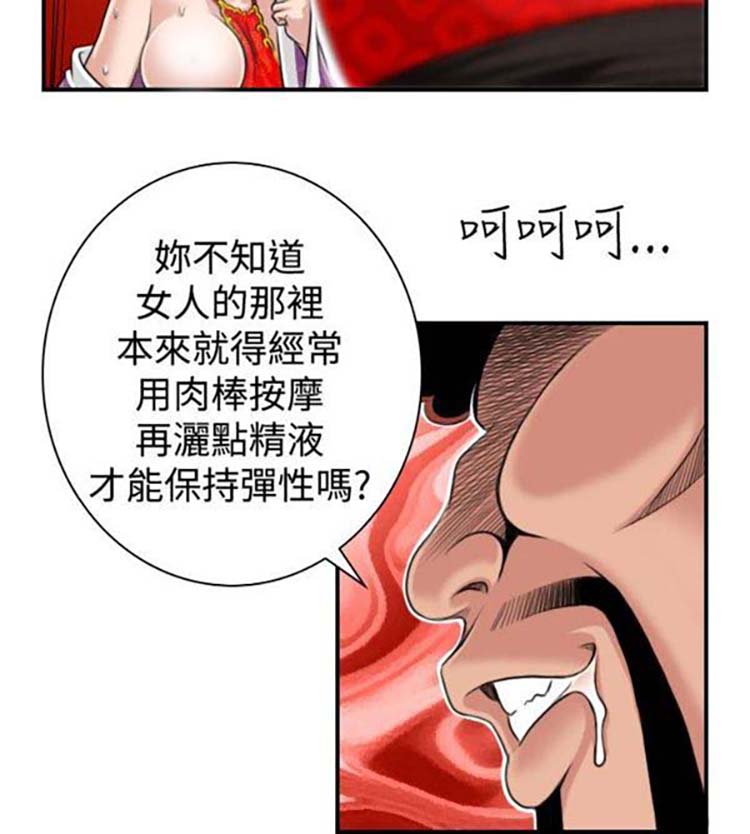 呵呵呵...
妳不知道
女人的那裡
本來就得經常
用肉棒按摩
再灑點精液
才能保持彈性嗎?